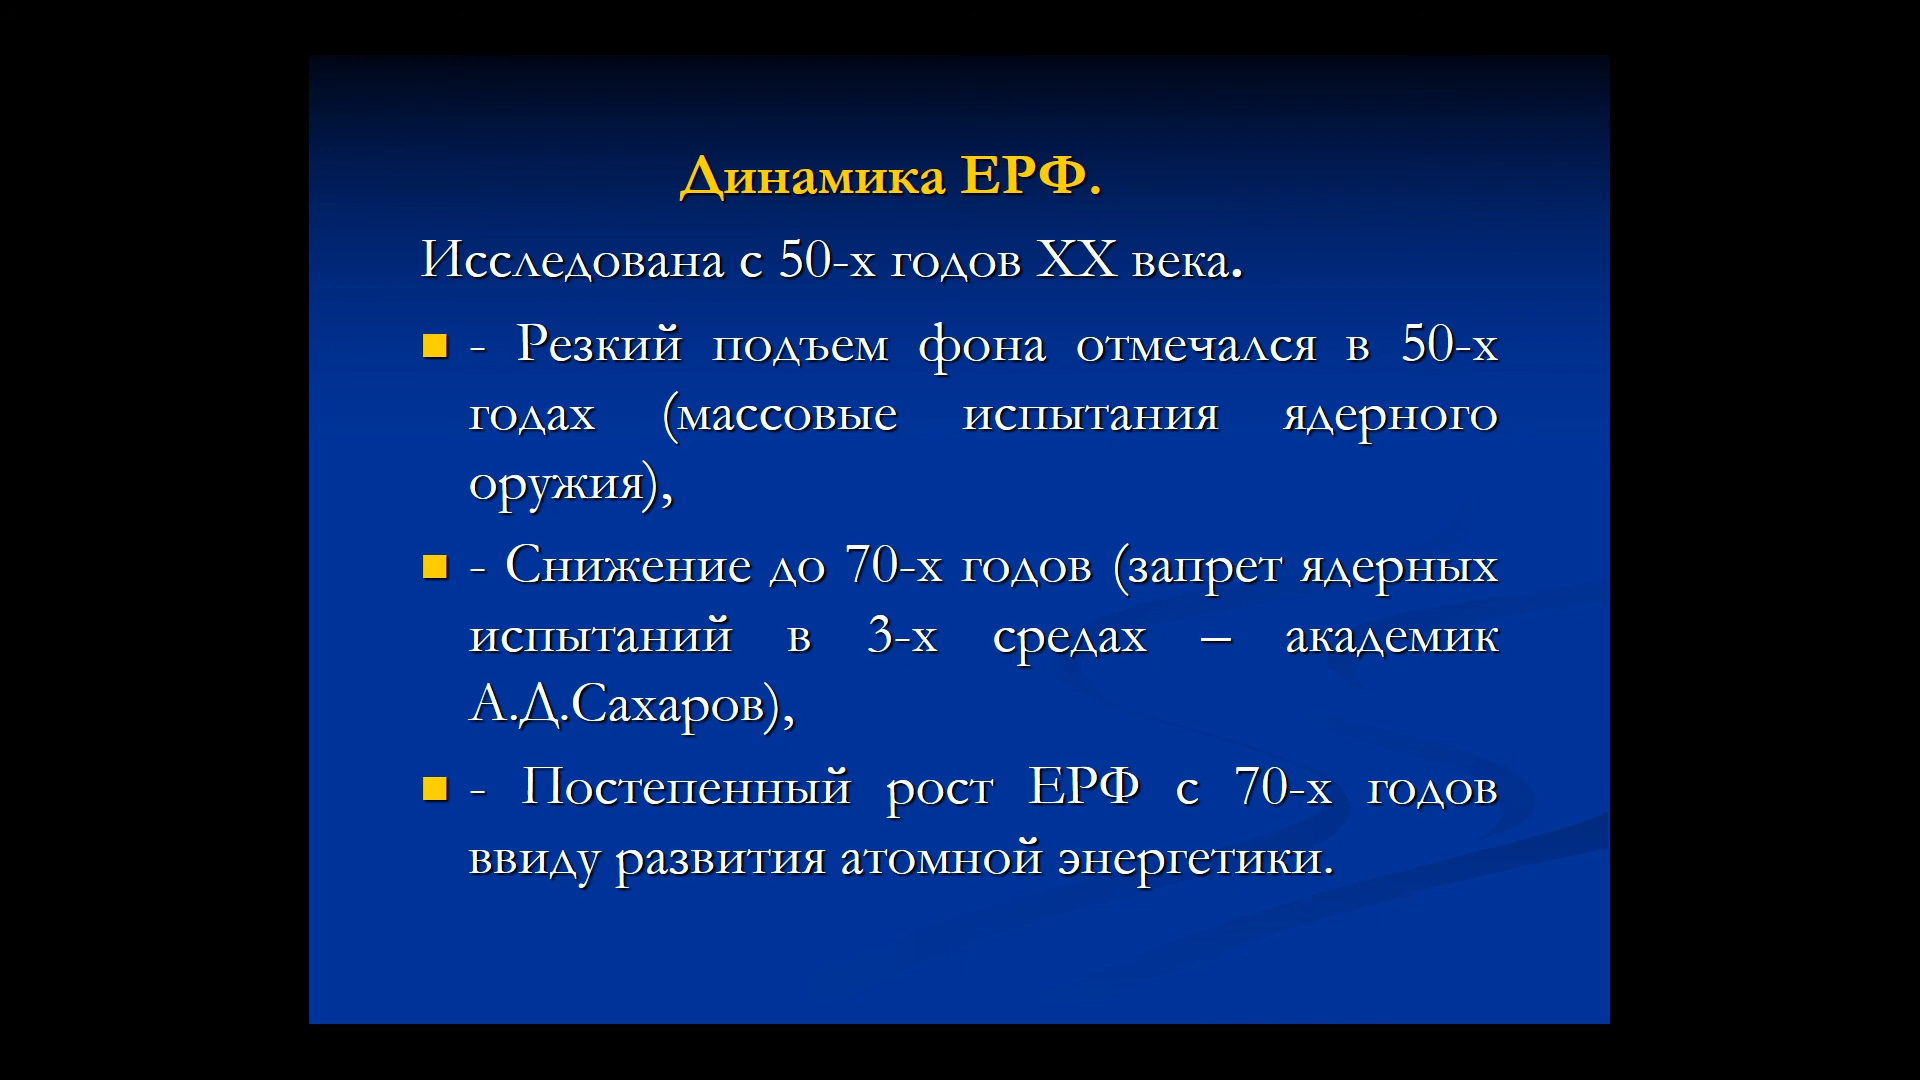 Динамика ЕРФ.
Исследована с 50-х годов XX века.
- Резкий подъем фона отмечался в 50-х
годах (массовые испытания ядерного
оружия),
- Снижение до 70-х годов (запрет ядерных
испытаний в 3-х средах – академик
А.Д.Сахаров),
- Постепенный рост ЕРФ с 70-х годов
ввиду развития атомной энергетики.